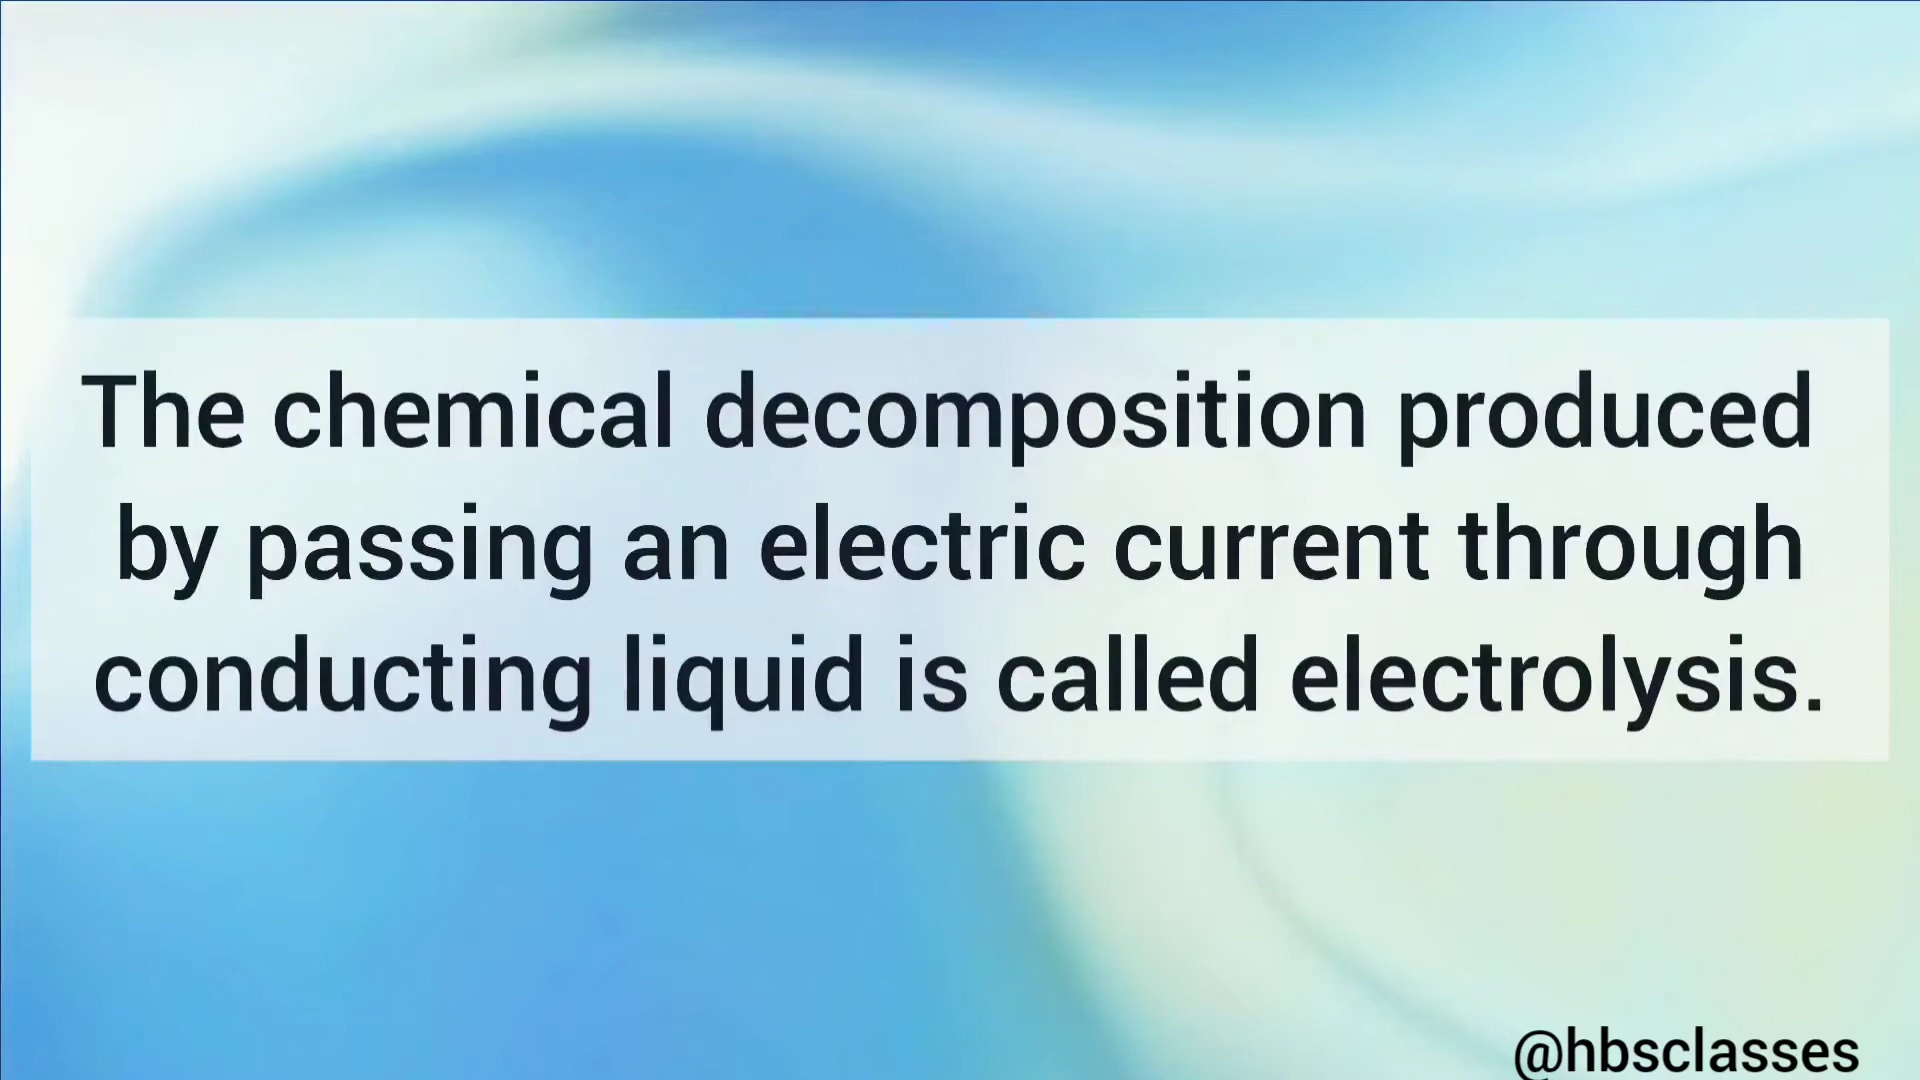 The chemical decomposition produced
by passing an electric current through
conducting liquid is called electrolysis.
@hbsclasses